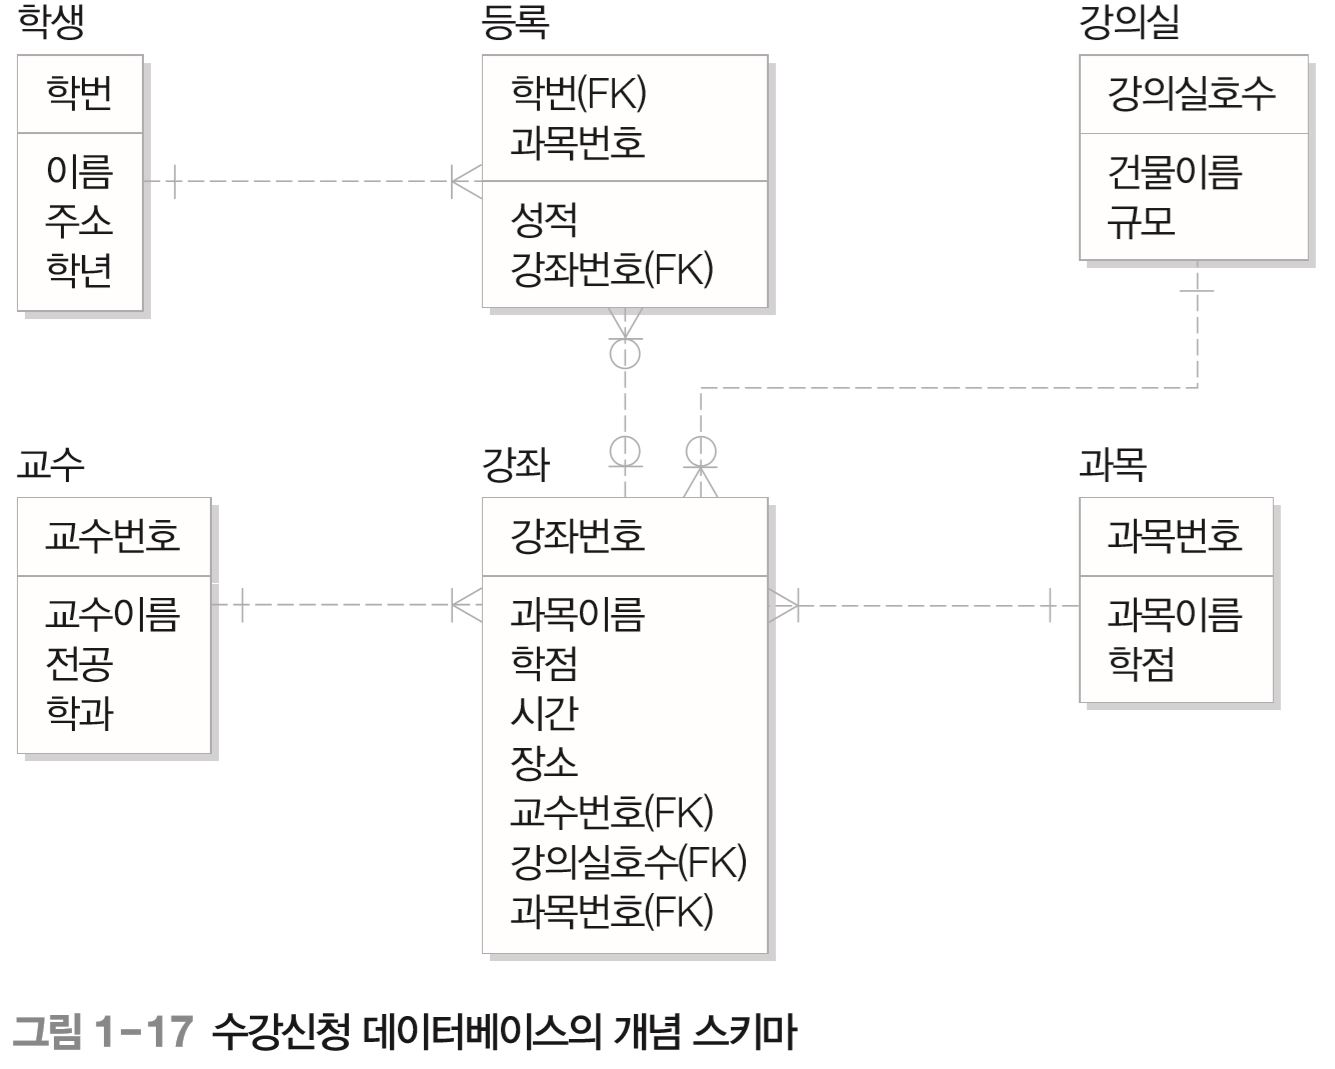 학생
학번
이름
주소
학년
등록
학번(FK)
과목번호
성적
강좌번호(FK)
강의실
강의실호수
건물이름
규모
교수
교수번호
교수이름
전공
학과
강좌
강좌번호
과목이름
학점
시간
장소
교수번호(FK)
강의실호수(FK)
과목번호(FK)
과목
과목번호
과목이름
학점
그림 1-17 수강신청 데이터베이스의 개념 스키마